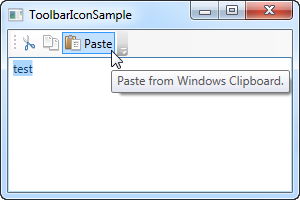 ToolbarIconSample
Paste
test
Paste from Windows Clipboard.